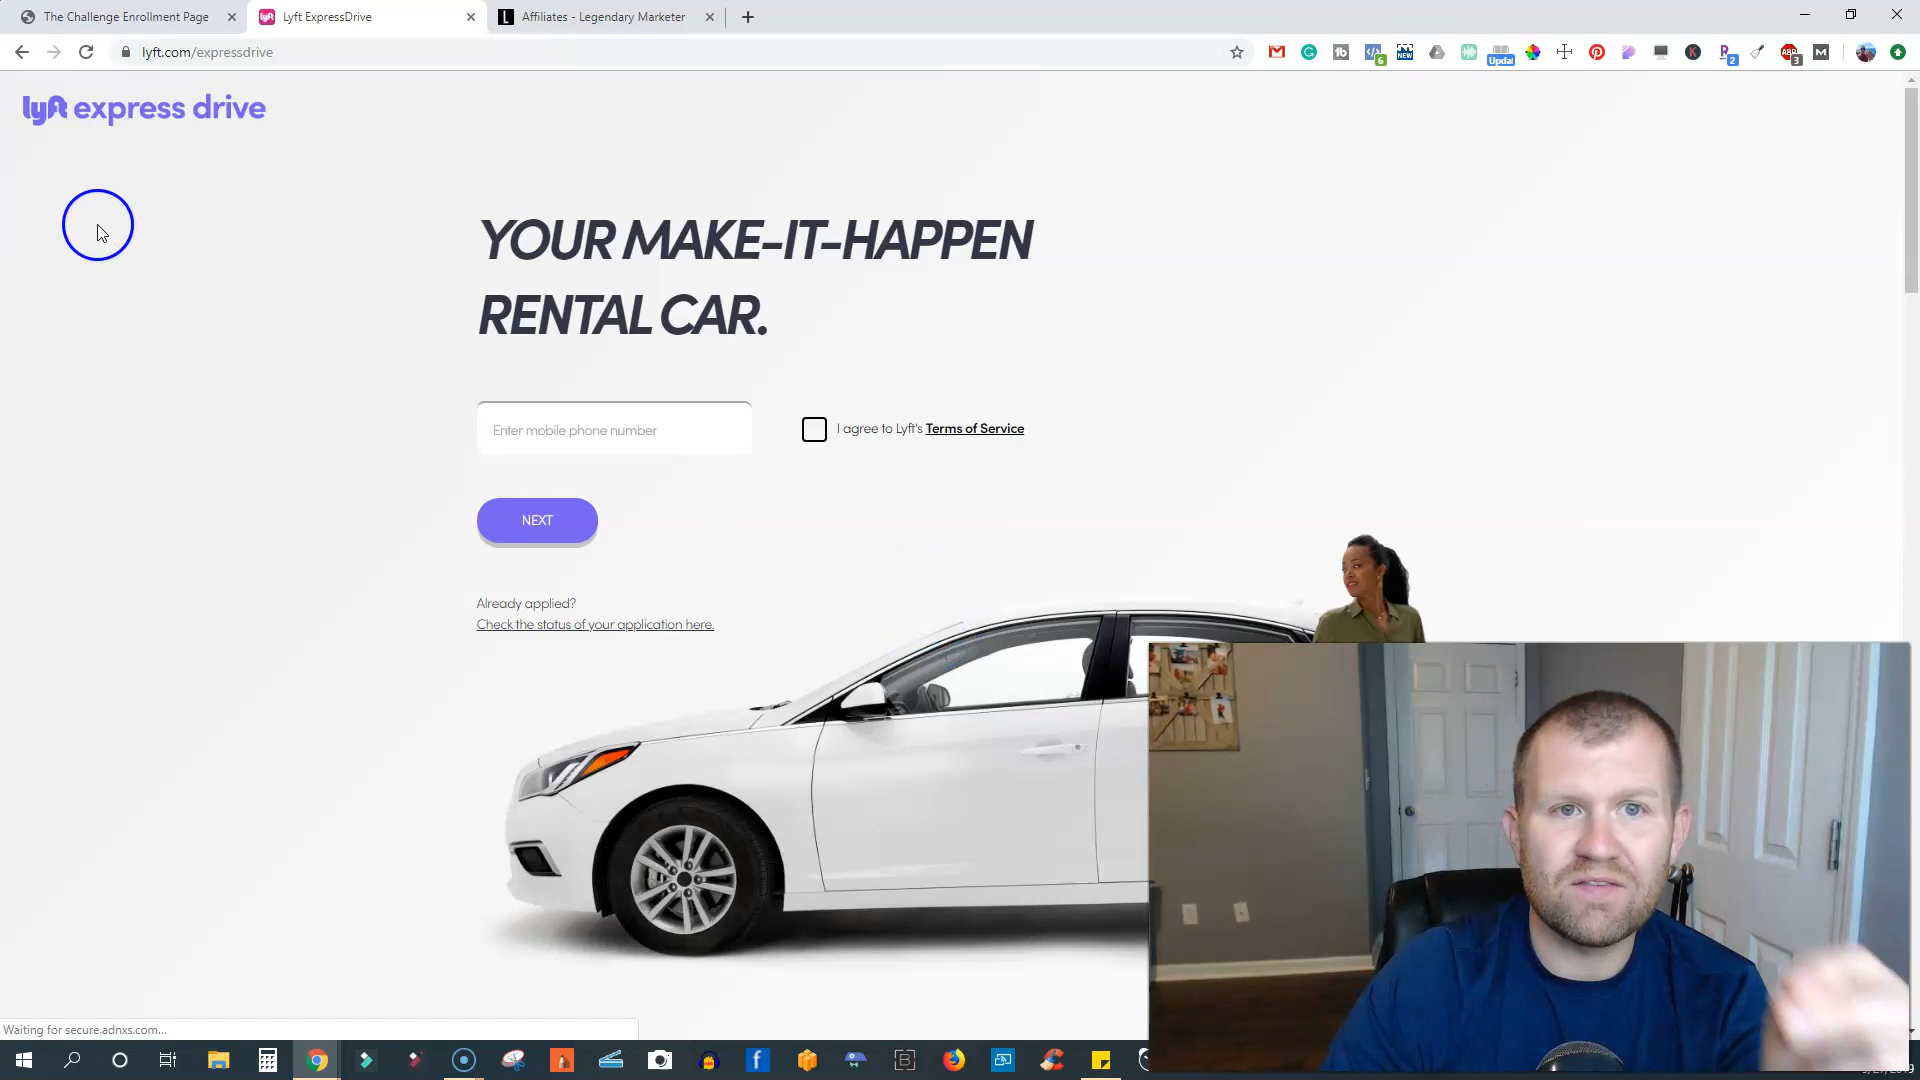 The Challenge Enrollment Page
Lyft ExpressDrive
Affiliates - Legendary Marketer
lyft.com/expressdrive
lyft express drive
YOUR MAKE-IT-HAPPEN
RENTAL CAR.
Enter mobile phone number
I agree to Lyft's Terms of Service
NEXT
Already applied?
Check the status of your application here.
Waiting for secure.adnxs.com...